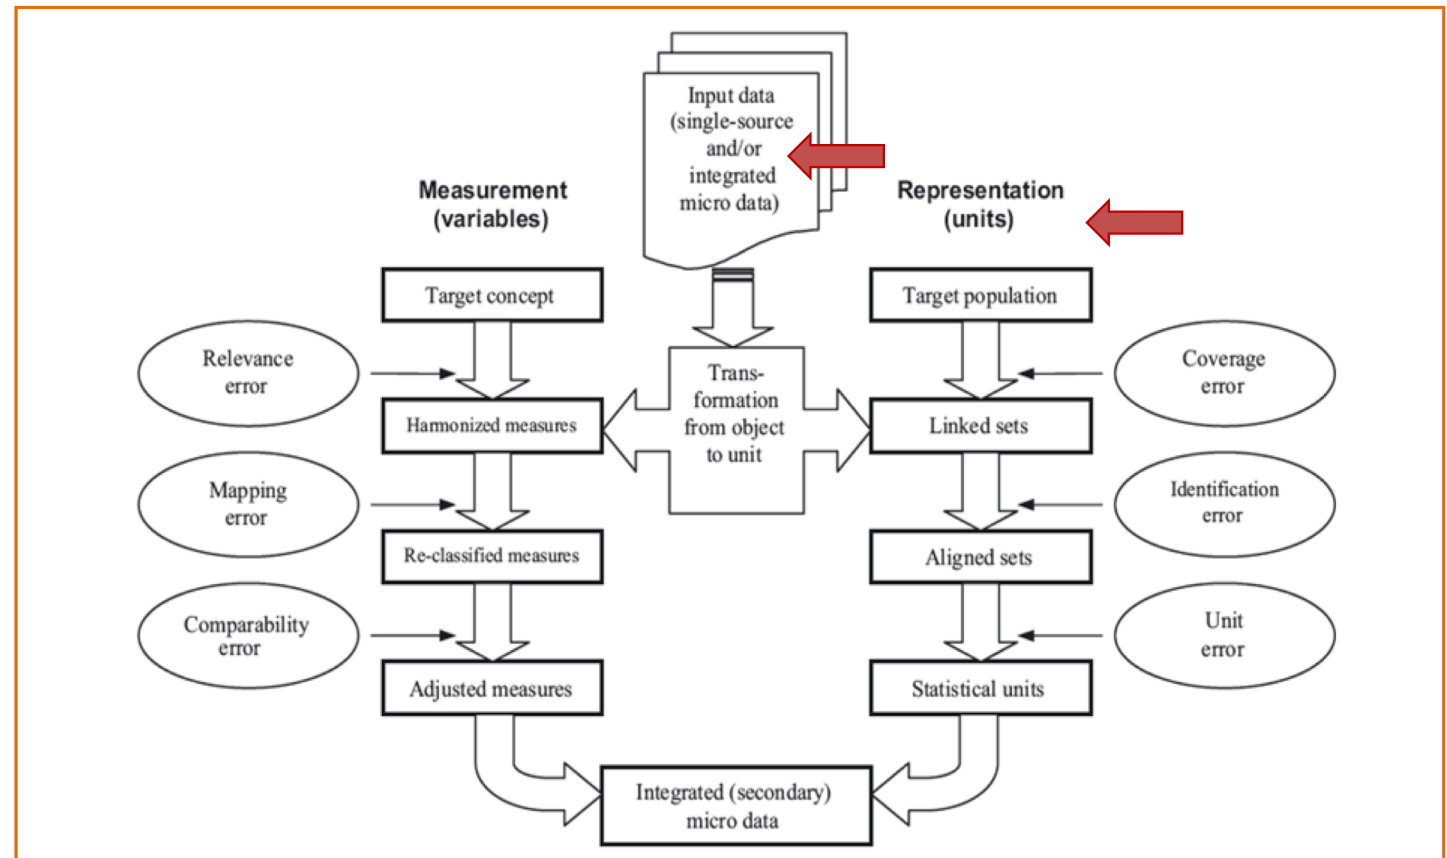 Input data
(single-source
and/or
integrated
micro data)
Measurement
(variables)
Representation
(units)
Target concept
Target population
Relevance
error
Trans-
formation
from object
to unit
Coverage
error
Harmonized measures
Linked sets
Mapping
error
Identification
error
Re-classified measures
Aligned sets
Comparability
error
Unit
error
Adjusted measures
Statistical units
Integrated (secondary)
micro data